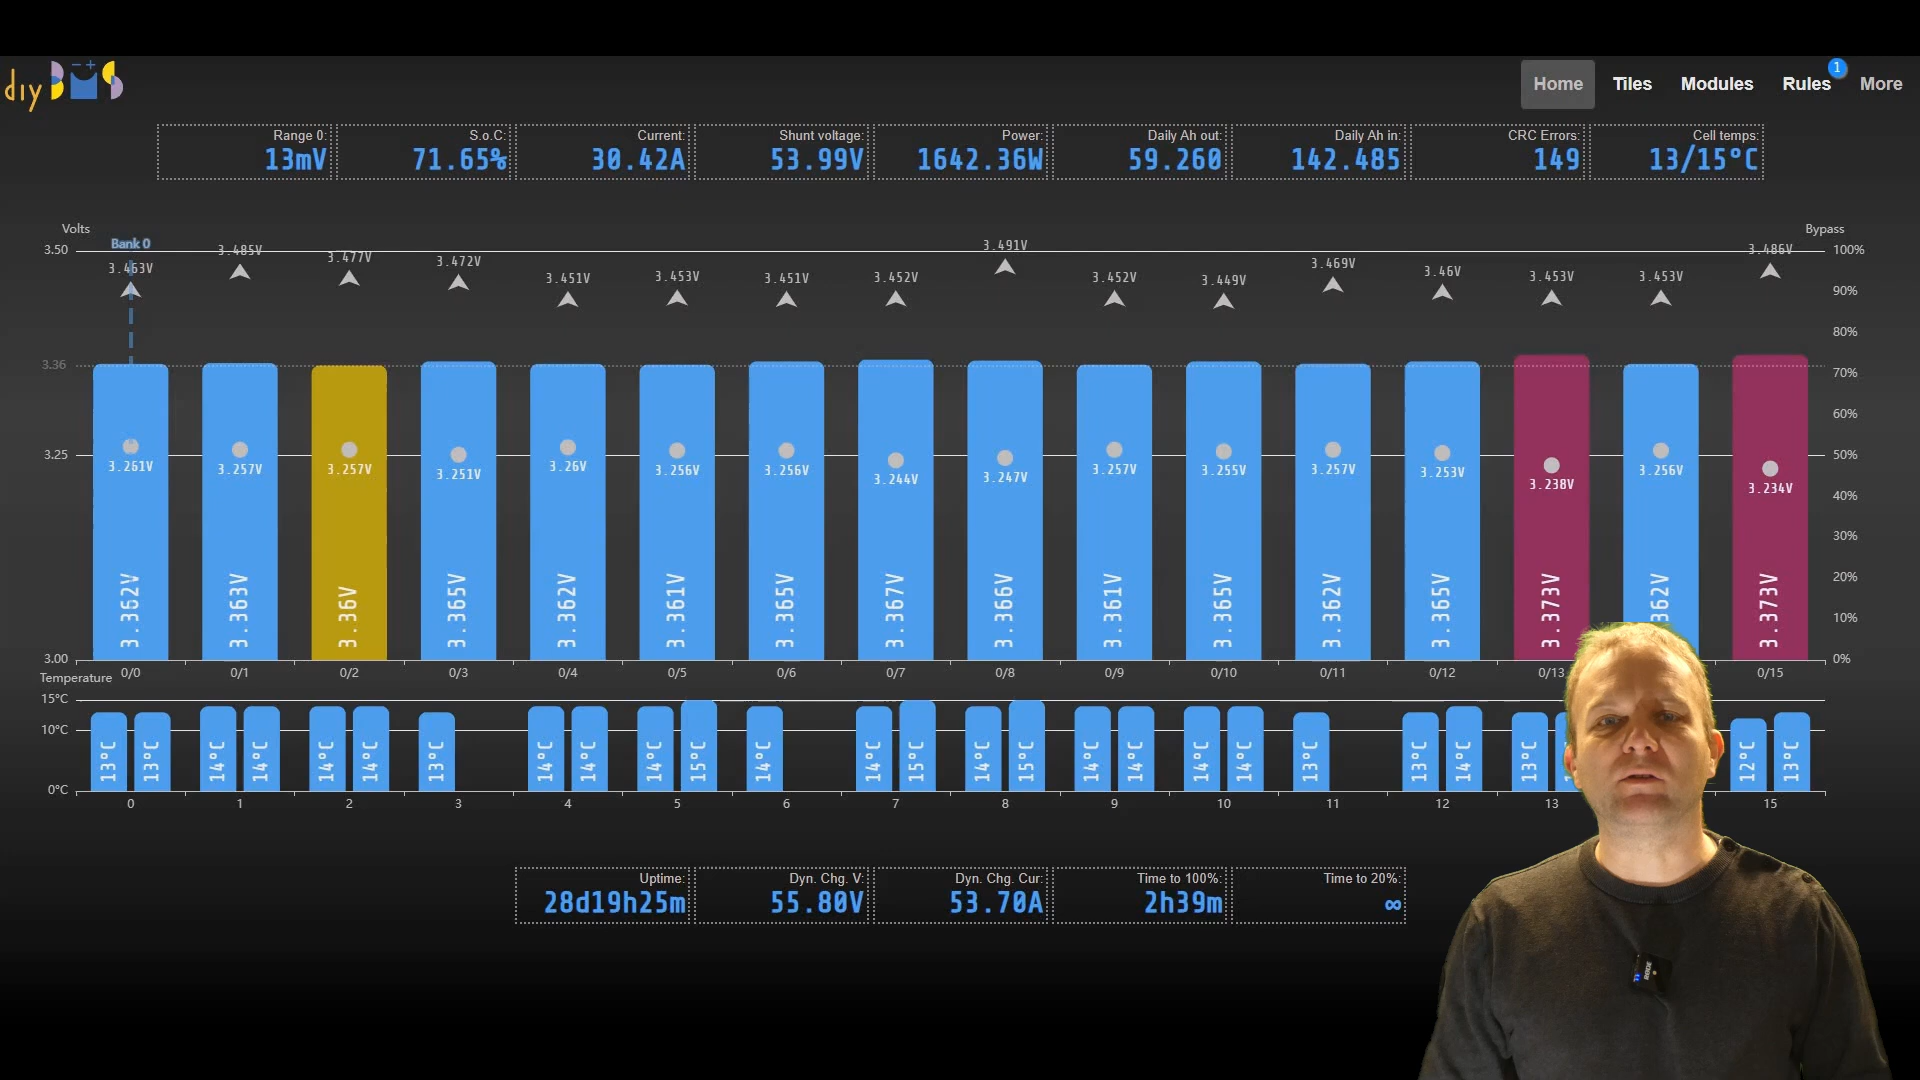 diyBMS
Home Tiles Modules Rules 1 More
Range 0: S.o.C: Current: Shunt voltage: Power: Daily Ah out: Daily Ah in: CRC Errors: Cell temps:
13mV 71.65% 30.42A 53.99V 1642.36W 59.260 142.485 149 13/15°C
Volts Bypass
Bank 0
3.50 100%
3.463V 3.485V 3.477V 3.472V 3.451V 3.453V 3.451V 3.452V 3.491V 3.452V 3.449V 3.469V 3.46V 3.453V 3.453V 3.486V
90%
80%
3.36 70%
60%
3.25 50%
3.261V 3.257V 3.257V 3.251V 3.26V 3.256V 3.256V 3.244V 3.247V 3.257V 3.255V 3.257V 3.253V 3.238V 3.256V 3.234V
40%
30%
20%
3.362V 3.363V 3.36V 3.365V 3.362V 3.361V 3.365V 3.367V 3.366V 3.361V 3.365V 3.362V 3.365V 3.373V 362V 3.373V
10%
3.00 0%
0/0 0/1 0/2 0/3 0/4 0/5 0/6 0/7 0/8 0/9 0/10 0/11 0/12 0/13 0/15
Temperature
15°C
10°C
13°C 13°C 14°C 14°C 14°C 14°C 13°C 14°C 14°C 14°C 15°C 14°C 14°C 15°C 14°C 15°C 14°C 14°C 14°C 14°C 13°C 13°C 14°C 13°C 12°C 13°C
0°C
0 1 2 3 4 5 6 7 8 9 10 11 12 13 15
Uptime: Dyn. Chg. V: Dyn. Chg. Cur: Time to 100%: Time to 20%:
28d19h25m 55.80V 53.70A 2h39m ∞